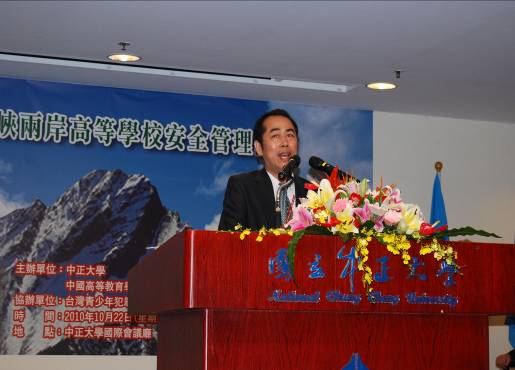 峽兩岸高等學校安全管理
主辦單位：中正大學
中國高等教育學
協辦單位：台灣青少年犯
時 間：2010年10月22日(星期
地 點：中正大學國際會議廳
國立中正大學
National Chung Cheng University